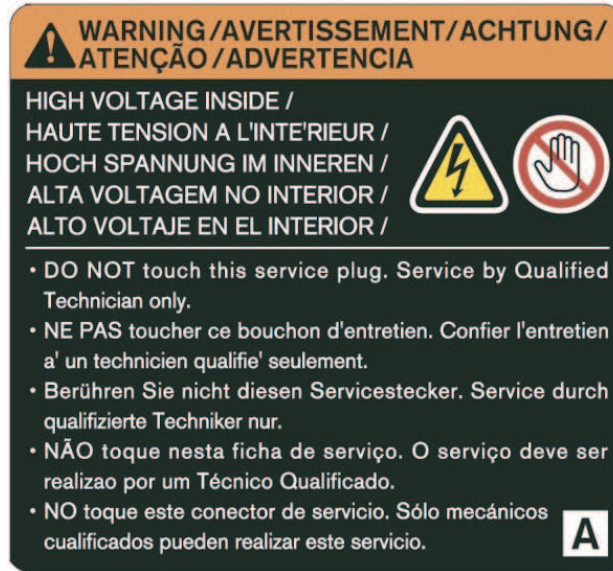 WARNING/AVERTISSEMENT/ACHTUNG/
ATENÇÃO/ADVERTENCIA
HIGH VOLTAGE INSIDE /
HAUTE TENSION A L'INTE'RIEUR /
HOCH SPANNUNG IM INNEREN /
ALTA VOLTAGEM NO INTERIOR /
ALTO VOLTAJE EN EL INTERIOR /
• DO NOT touch this service plug. Service by Qualified
Technician only.
• NE PAS toucher ce bouchon d'entretien. Confier l'entretien
a' un technicien qualifie' seulement.
• Berühren Sie nicht diesen Servicestecker. Service durch
qualifizierte Techniker nur.
• NÃO toque nesta ficha de serviço. O serviço deve ser
realizao por um Técnico Qualificado.
• NO toque este conector de servicio. Sólo mecánicos
cualificados pueden realizar este servicio.
A